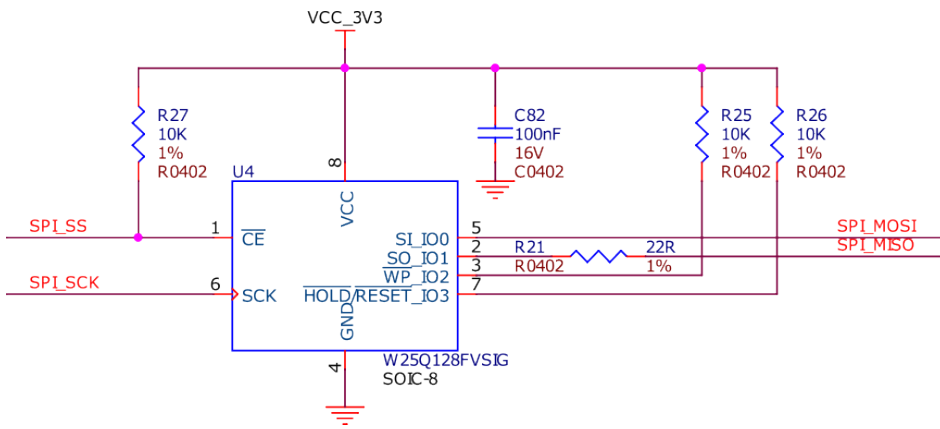 VCC_3V3
R27
10K
1%
R0402
C82
100nF
16V
C0402
R25
10K
1%
R0402
R26
10K
1%
R0402
U4
8
VCC
SPI_SS
1
CE
SI_IO0
5
SPI_MOSI
SO_IO1
2
R21
22R
SPI_MISO
R0402
1%
WP_IO2
3
SPI_SCK
6
SCK
HOLD/RESET_IO3
7
GND
4
W25Q128FVSIG
SOIC-8